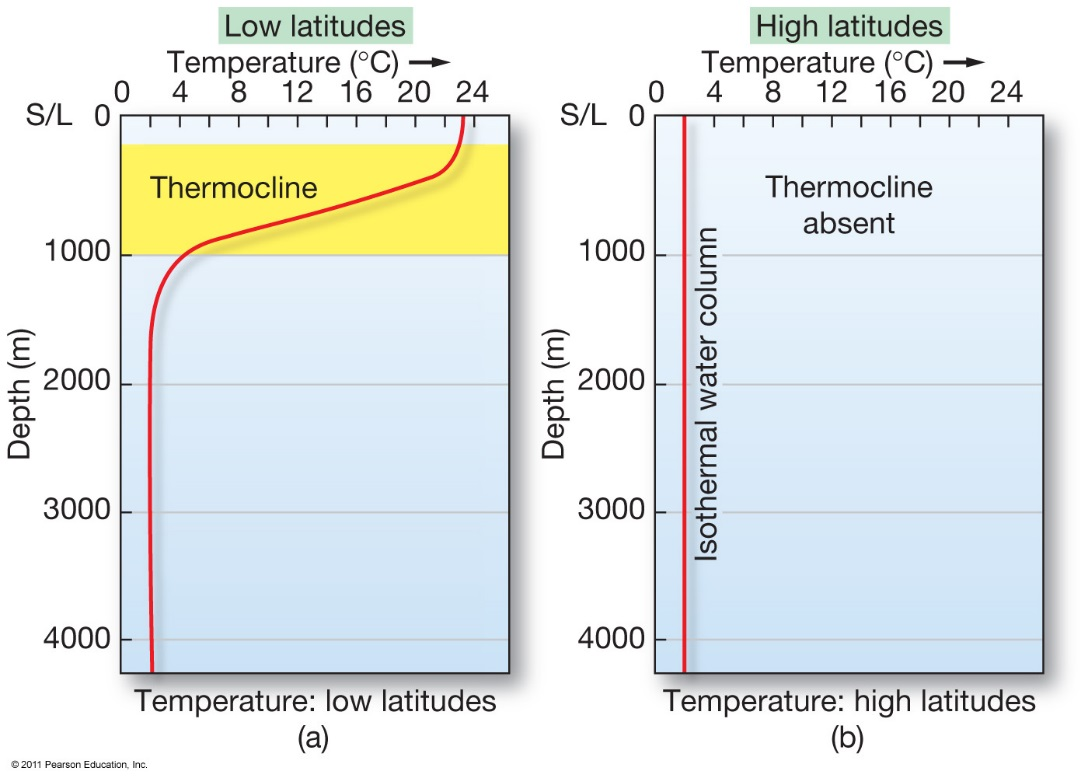 Low latitudes
Temperature (°C) →
0 4 8 12 16 20 24
S/L 0
Thermocline
1000
2000
3000
4000
Depth (m)
Temperature: low latitudes
(a)
High latitudes
Temperature (°C) →
0 4 8 12 16 20 24
S/L 0
Thermocline
absent
1000
2000
3000
4000
Depth (m)
Isothermal water column
Temperature: high latitudes
(b)
© 2011 Pearson Education, Inc.